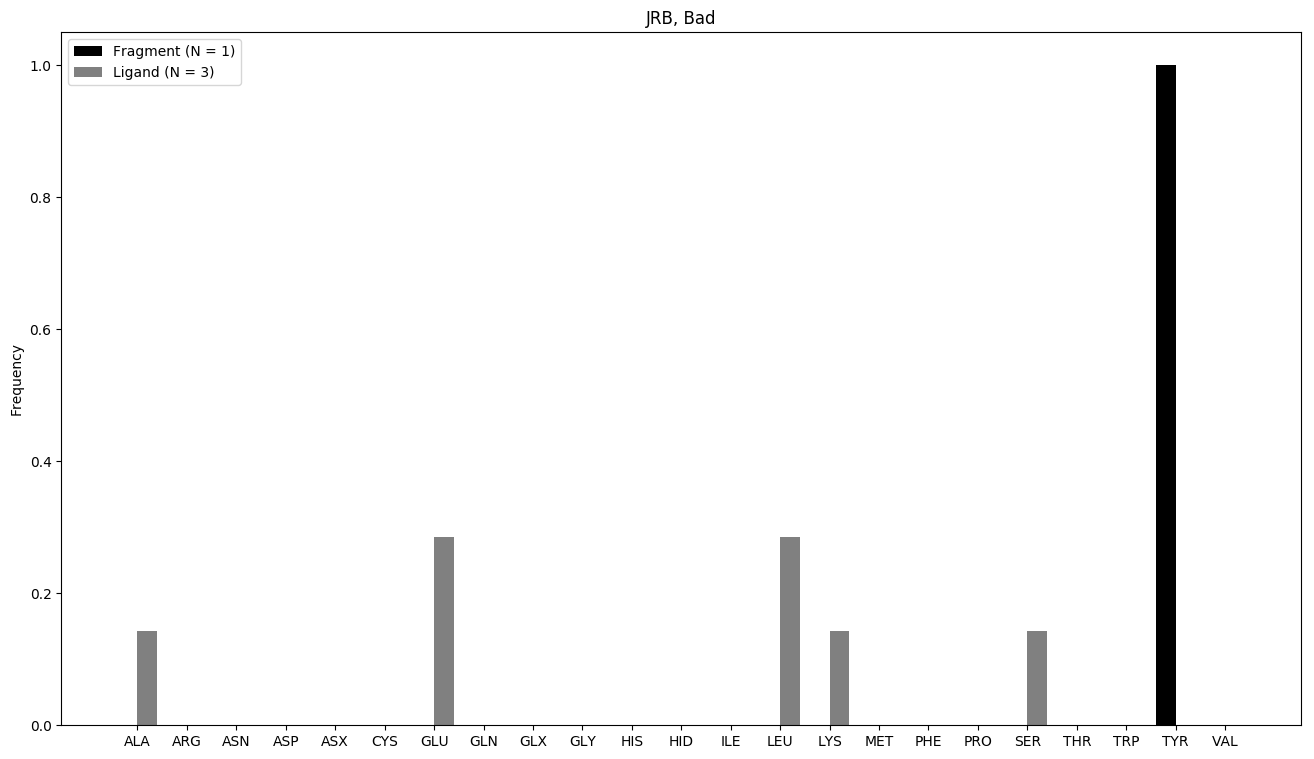 JRB, Bad
Fragment (N = 1)
Ligand (N = 3)
1.0
0.8
0.6
0.4
0.2
0.0
Frequency
ALA ARG ASN ASP ASX CYS GLU GLN GLX GLY HIS HID ILE LEU LYS MET PHE PRO SER THR TRP TYR VAL